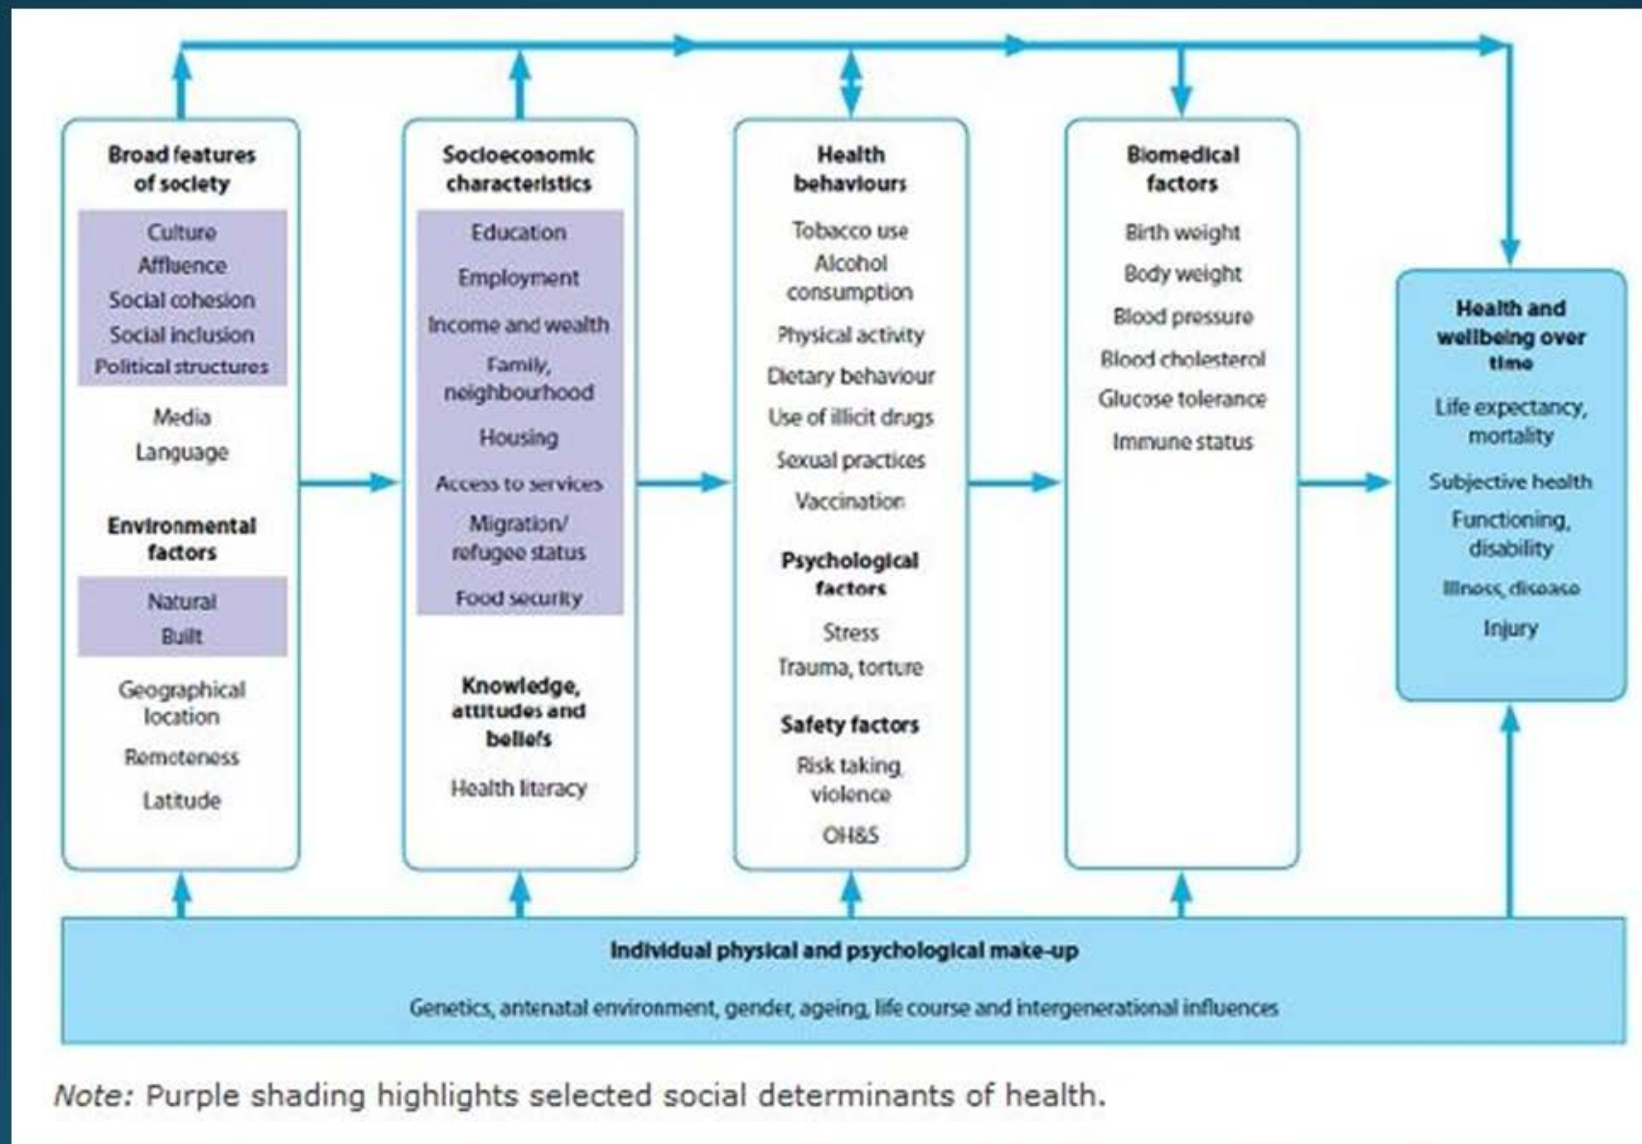 Broad features
of society
Culture
Affluence
Social cohesion
Social inclusion
Political structures
Media
Language
Environmental
factors
Natural
Built
Geographical
location
Remoteness
Latitude
Socioeconomic
characteristics
Education
Employment
Income and wealth
Family,
neighbourhood
Housing
Access to services
Migration/
refugee status
Food security
Knowledge,
attitudes and
beliefs
Health literacy
Health
behaviours
Tobacco use
Alcohol
consumption
Physical activity
Dietary behaviour
Use of illicit drugs
Sexual practices
Vaccination
Psychological
factors
Stress
Trauma, torture
Safety factors
Risk taking,
violence
OH&S
Biomedical
factors
Birth weight
Body weight
Blood pressure
Blood cholesterol
Glucose tolerance
Immune status
Health and
wellbeing over
time
Life expectancy,
mortality
Subjective health
Functioning,
disability
Illness, disease
Injury
Individual physical and psychological make-up
Genetics, antenatal environment, gender, ageing, life course and intergenerational influences
Note: Purple shading highlights selected social determinants of health.